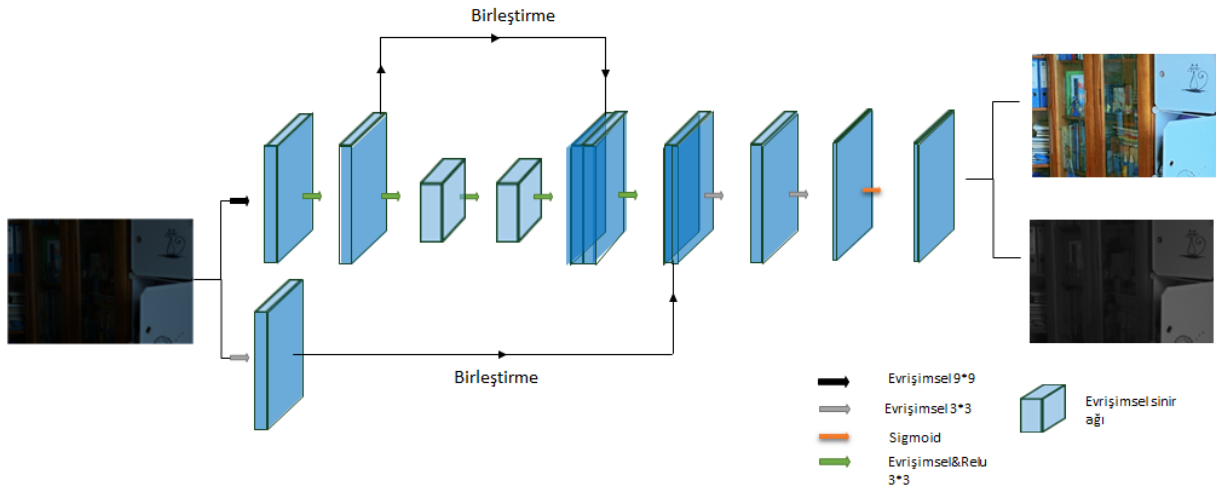 Birleştirme
Birleştirme
Evrişimsel 9*9
Evrişimsel 3*3
Sigmoid
Evrişimsel&Relu
3*3
Evrişimsel sinir
ağı